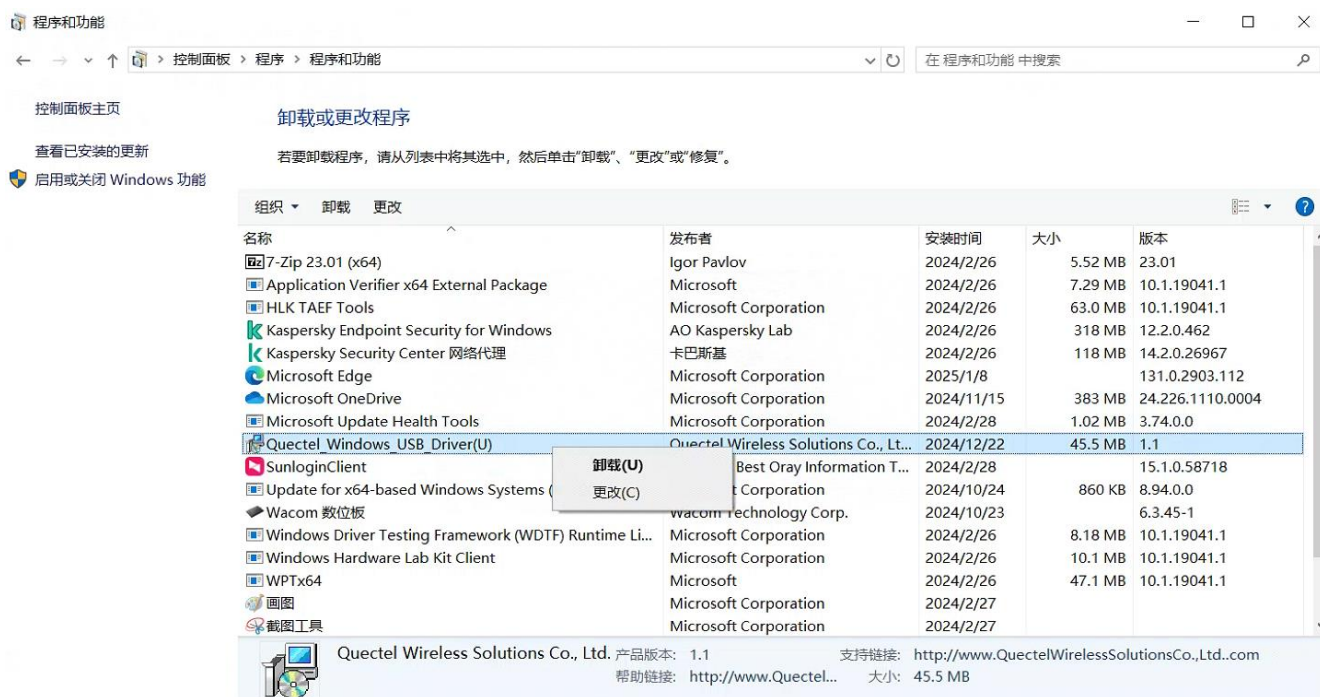 程序和功能
控制面板 > 程序 > 程序和功能 在 程序和功能 中搜索
控制面板主页
查看已安装的更新
启用或关闭 Windows 功能
卸载或更改程序
若要卸载程序，请从列表中将其选中，然后单击"卸载"、"更改"或"修复"。
组织 卸载 更改
名称 发布者 安装时间 大小 版本
7-Zip 23.01 (x64) Igor Pavlov 2024/2/26 5.52 MB 23.01
Application Verifier x64 External Package Microsoft 2024/2/26 7.29 MB 10.1.19041.1
HLK TAEF Tools Microsoft Corporation 2024/2/26 63.0 MB 10.1.19041.1
Kaspersky Endpoint Security for Windows AO Kaspersky Lab 2024/2/26 318 MB 12.2.0.462
Kaspersky Security Center 网络代理 卡巴斯基 2024/2/26 118 MB 14.2.0.26967
Microsoft Edge Microsoft Corporation 2025/1/8 131.0.2903.112
Microsoft OneDrive Microsoft Corporation 2024/11/15 383 MB 24.226.1110.0004
Microsoft Update Health Tools Microsoft Corporation 2024/2/28 1.02 MB 3.74.0.0
Quectel_Windows_USB_Driver(U) Quectel Wireless Solutions Co., Lt... 2024/12/22 45.5 MB 1.1
SunloginClient Best Oray Information T... 2024/2/28 15.1.0.58718
Update for x64-based Windows Systems ( t Corporation 2024/10/24 860 KB 8.94.0.0
Wacom 数位板 Wacom Technology Corp. 2024/10/23 6.3.45-1
Windows Driver Testing Framework (WDTF) Runtime Li... Microsoft Corporation 2024/2/26 8.18 MB 10.1.19041.1
Windows Hardware Lab Kit Client Microsoft Corporation 2024/2/26 10.1 MB 10.1.19041.1
WPTx64 Microsoft 2024/2/26 47.1 MB 10.1.19041.1
画图 Microsoft Corporation 2024/2/27
截图工具 Microsoft Corporation 2024/2/27
卸载(U)
更改(C)
Quectel Wireless Solutions Co., Ltd. 产品版本: 1.1 支持链接: http://www.QuectelWirelessSolutionsCo.,Ltd..com
帮助链接: http://www.Quectel... 大小: 45.5 MB